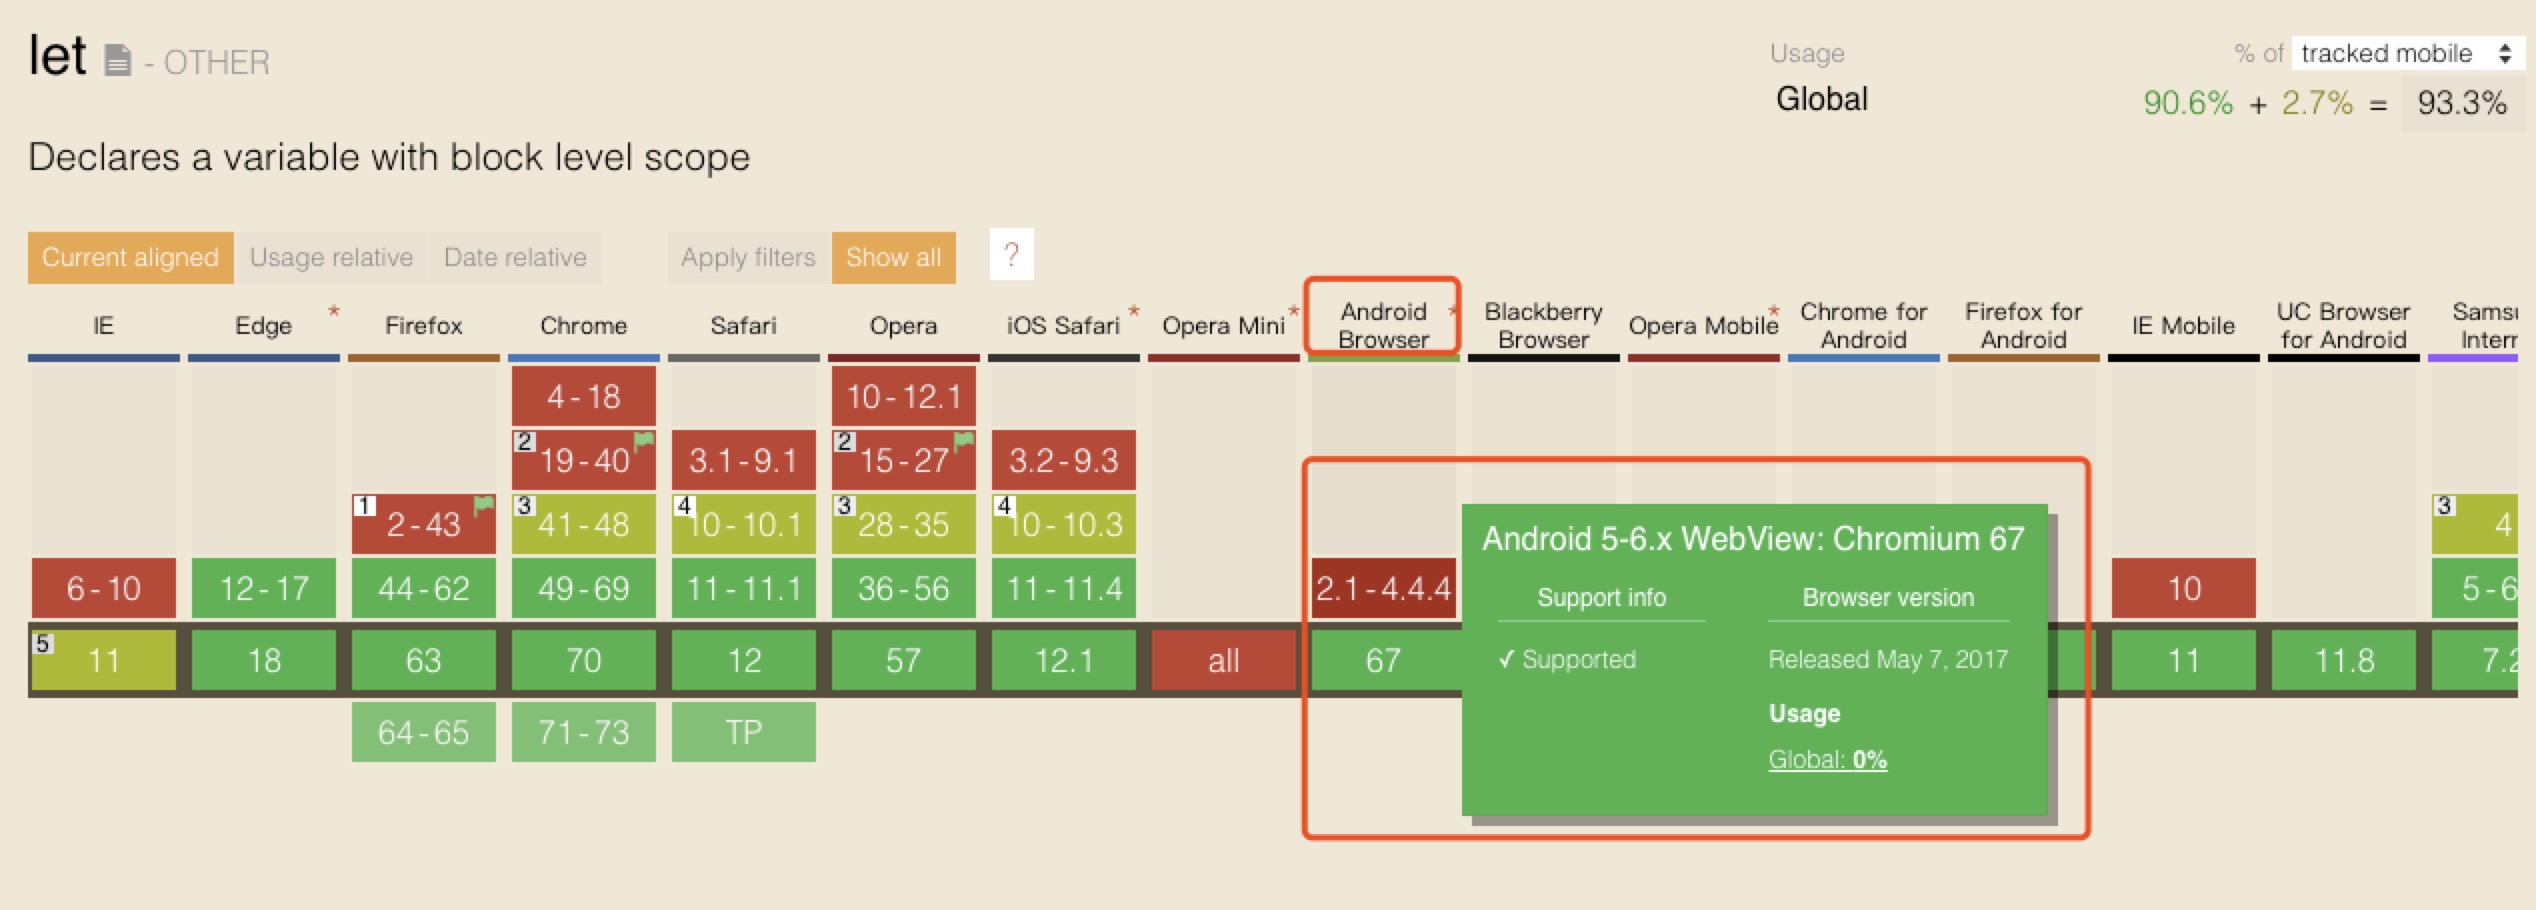 let - OTHER
Usage % of tracked mobile
Global 90.6% + 2.7% = 93.3%
Declares a variable with block level scope
Current aligned Usage relative Date relative Apply filters Show all ?
IE Edge * Firefox Chrome Safari Opera iOS Safari * Opera Mini * Android Browser * Blackberry Browser Opera Mobile * Chrome for Android Firefox for Android IE Mobile UC Browser for Android
4-18 10-12.1
2 19-40 3.1-9.1 2 15-27 3.2-9.3
1 2-43 3 41-48 4 10-10.1 3 28-35 4 10-10.3 3 4
6-10 12-17 44-62 49-69 11-11.1 36-56 11-11.4 2.1-4.4.4 10 5-6
5 11 18 63 70 12 57 12.1 all 67 11 11.8 7.2
64-65 71-73 TP
Android 5-6.x WebView: Chromium 67
Support info Browser version
✓ Supported Released May 7, 2017
Usage
Global: 0%